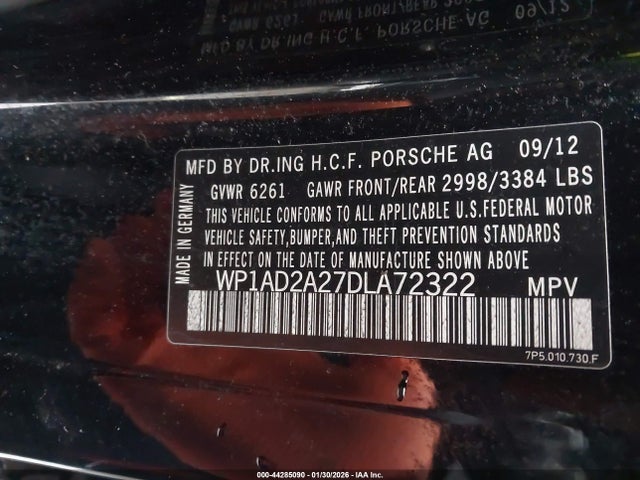 MFD BY DR.ING H.C.F. PORSCHE AG 09/12
GVWR 6261 GAWR FRONT/REAR 2998/3384 LBS
THIS VEHICLE CONFORMS TO ALL APPLICABLE U.S.FEDERAL MOTOR
VEHICLE SAFETY,BUMPER,AND THEFT PREVENTION STANDARDS
IN EFFECT ON THE DATE OF MANUFACTURE SHOWN ABOVE.
MADE IN GERMANY
WP1AD2A27DLA72322 MPV
7P5.010.730.F
000-44285090 - 01/30/2026 - IAA Inc.